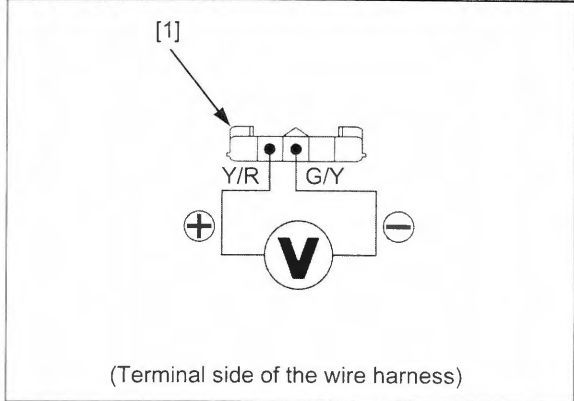 [1]
Y/R G/Y
+ V −
(Terminal side of the wire harness)